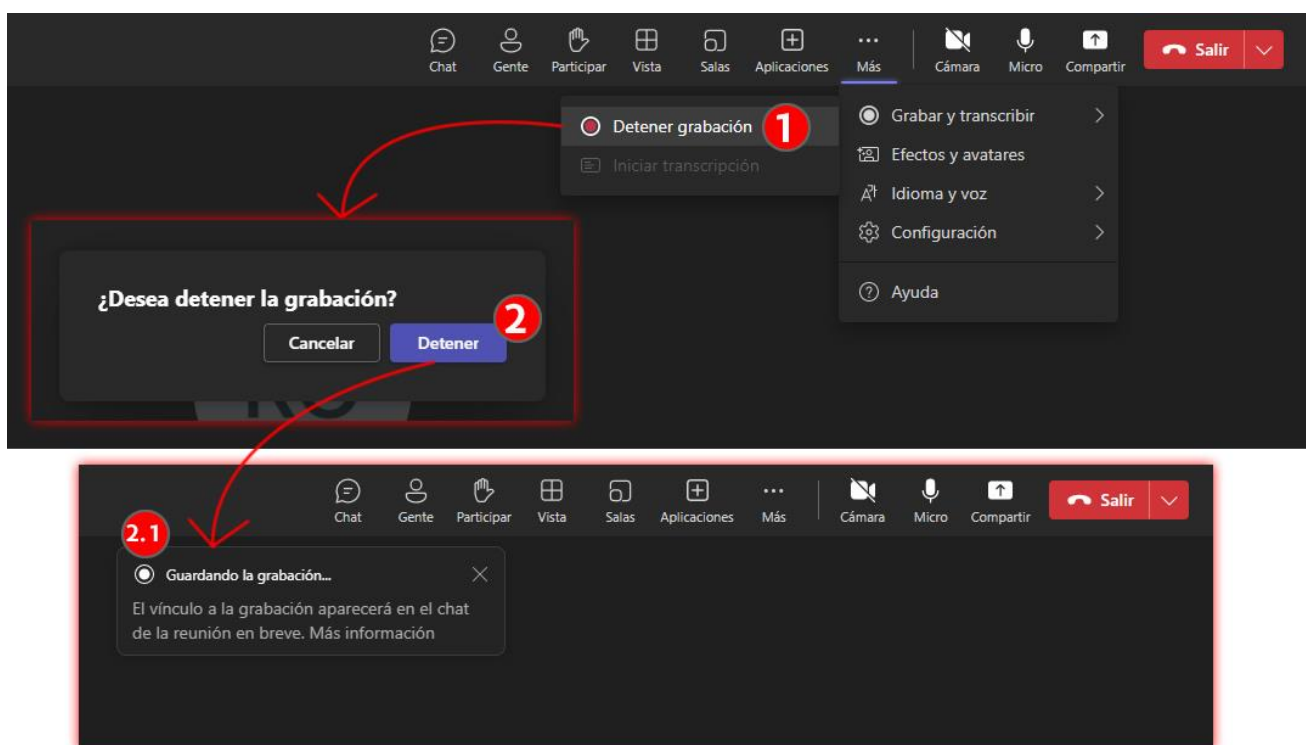 Chat Gente Participar Vista Salas Aplicaciones Más Cámara Micro Compartir Salir
Detener grabación 1
Iniciar transcripción
Grabar y transcribir
Efectos y avatares
Idioma y voz
Configuración
Ayuda
¿Desea detener la grabación?
Cancelar Detener 2
Chat Gente Participar Vista Salas Aplicaciones Más Cámara Micro Compartir Salir
2.1
Guardando la grabación...
El vínculo a la grabación aparecerá en el chat
de la reunión en breve. Más información